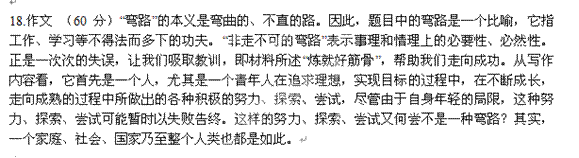 18.作文 （60 分）“弯路”的本义是弯曲的、不直的路。因此，题目中的弯路是一个比喻，它指
工作、学习等不得法而多下的功夫。“非走不可的弯路”表示事理和情理上的必要性、必然性。
正是一次次的失误，让我们吸取教训，即材料所述“炼就好筋骨”，帮助我们走向成功。从写作
内容看，它首先是一个人，尤其是一个青年人在追求理想，实现目标的过程中，在不断成长，
走向成熟的过程中所做出的各种积极的努力、探索、尝试，尽管由于自身年轻的局限，这种努
力、探索、尝试可能暂时以失败告终。这样的努力、探索、尝试又何尝不是一种弯路？其实，
一个家庭、社会、国家乃至整个人类也都是如此。